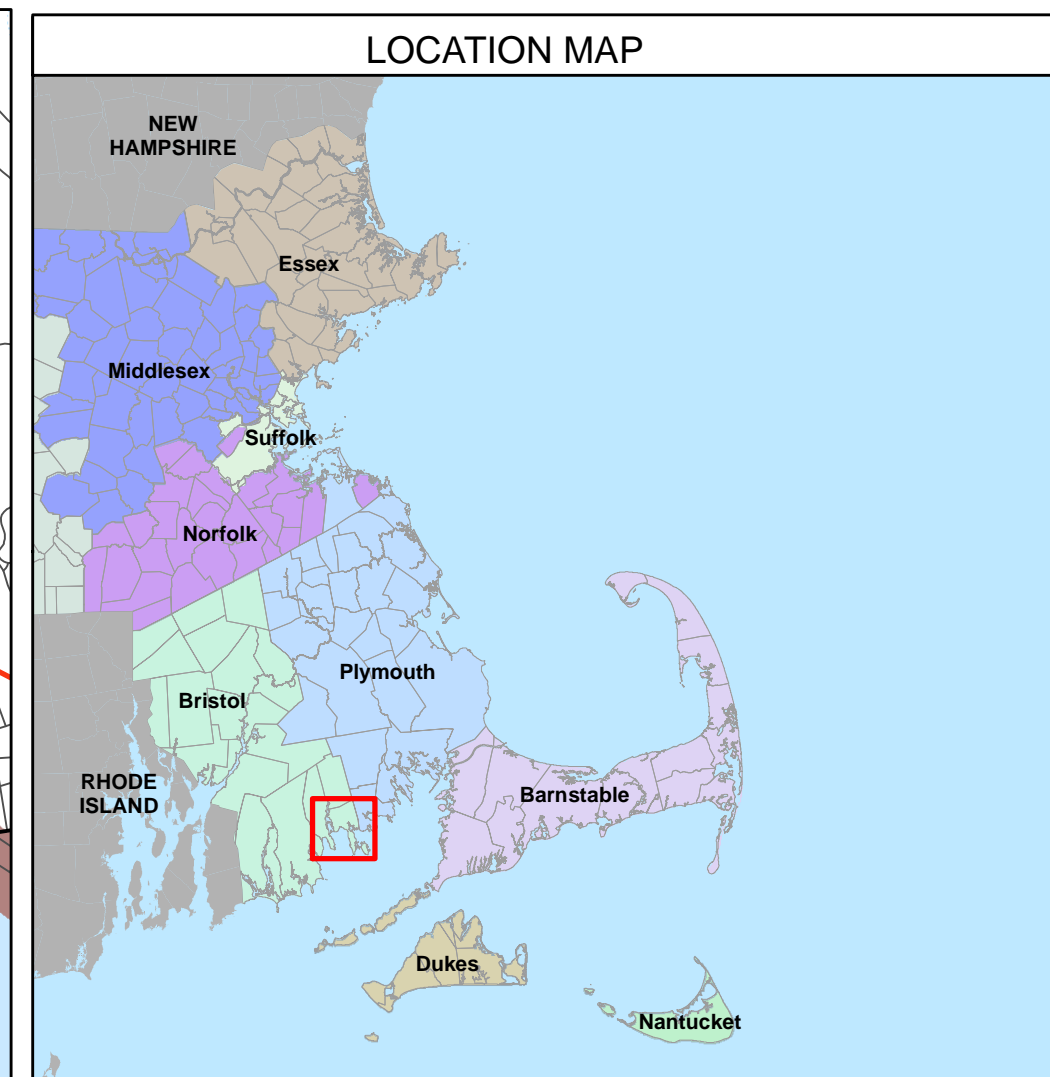 LOCATION MAP
NEW
HAMPSHIRE
Essex
Middlesex
Suffolk
Norfolk
Plymouth
Bristol
RHODE
ISLAND
Barnstable
Dukes
Nantucket